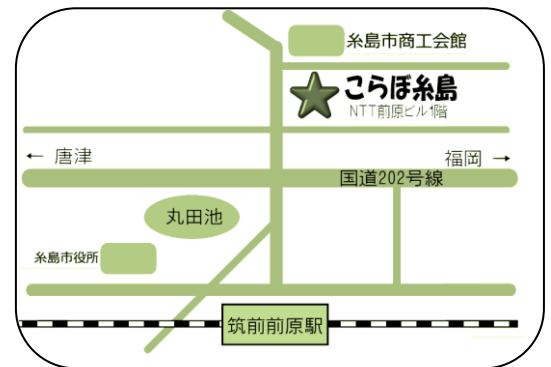 糸島市商工会館
こらぼ糸島
NTT前原ビル1階
← 唐津
福岡 →
国道202号線
丸田池
糸島市役所
筑前前原駅